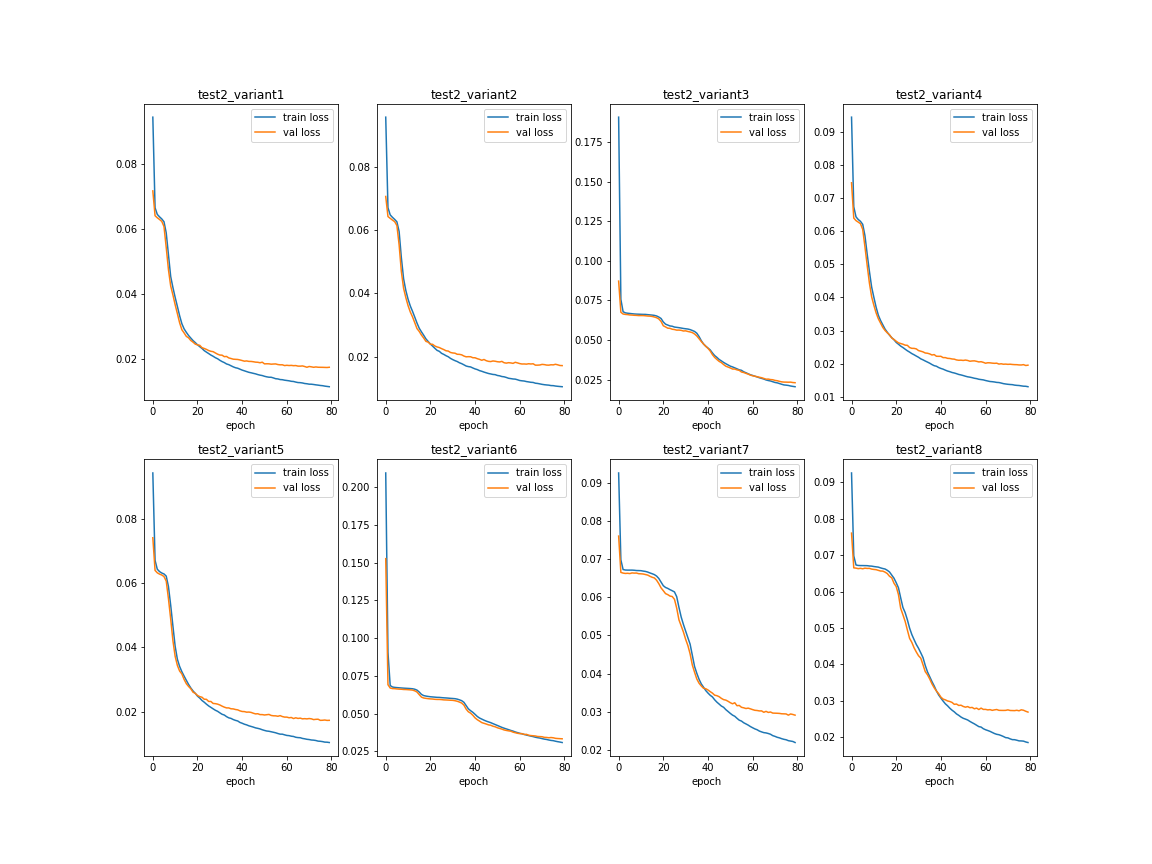 test2_variant1
train loss
val loss
0.08
0.06
0.04
0.02
0
20
40
60
80
epoch
test2_variant2
train loss
val loss
0.08
0.06
0.04
0.02
0
20
40
60
80
epoch
test2_variant3
train loss
val loss
0.175
0.150
0.125
0.100
0.075
0.050
0.025
0
20
40
60
80
epoch
test2_variant4
train loss
val loss
0.09
0.08
0.07
0.06
0.05
0.04
0.03
0.02
0.01
0
20
40
60
80
epoch
test2_variant5
train loss
val loss
0.08
0.06
0.04
0.02
0
20
40
60
80
epoch
test2_variant6
train loss
val loss
0.200
0.175
0.150
0.125
0.100
0.075
0.050
0.025
0
20
40
60
80
epoch
test2_variant7
train loss
val loss
0.09
0.08
0.07
0.06
0.05
0.04
0.03
0.02
0
20
40
60
80
epoch
test2_variant8
train loss
val loss
0.09
0.08
0.07
0.06
0.05
0.04
0.03
0.02
0
20
40
60
80
epoch